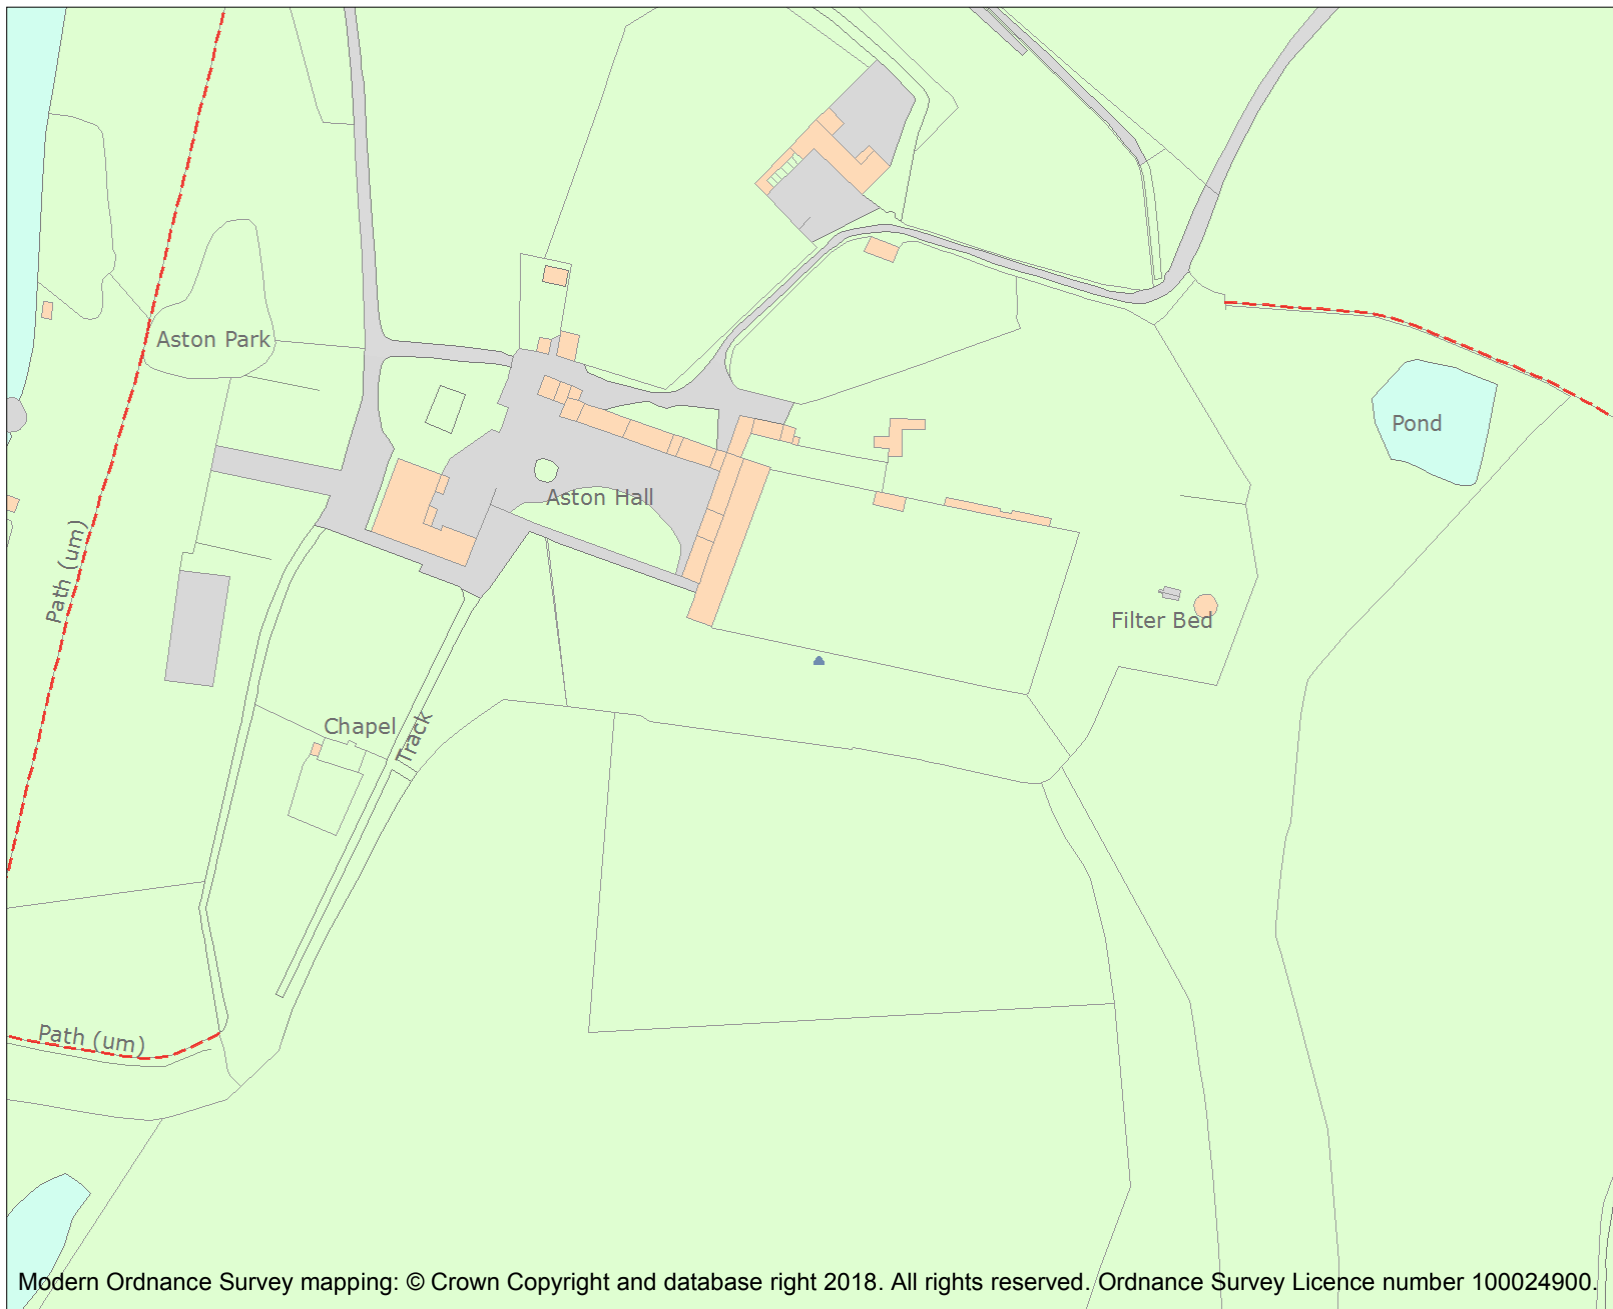 Aston Park
Pond
Aston Hall
Path (um)
Filter Bed
Chapel
Track
Path (um)
Modern Ordnance Survey mapping: © Crown Copyright and database right 2018. All rights reserved. Ordnance Survey Licence number 100024900.